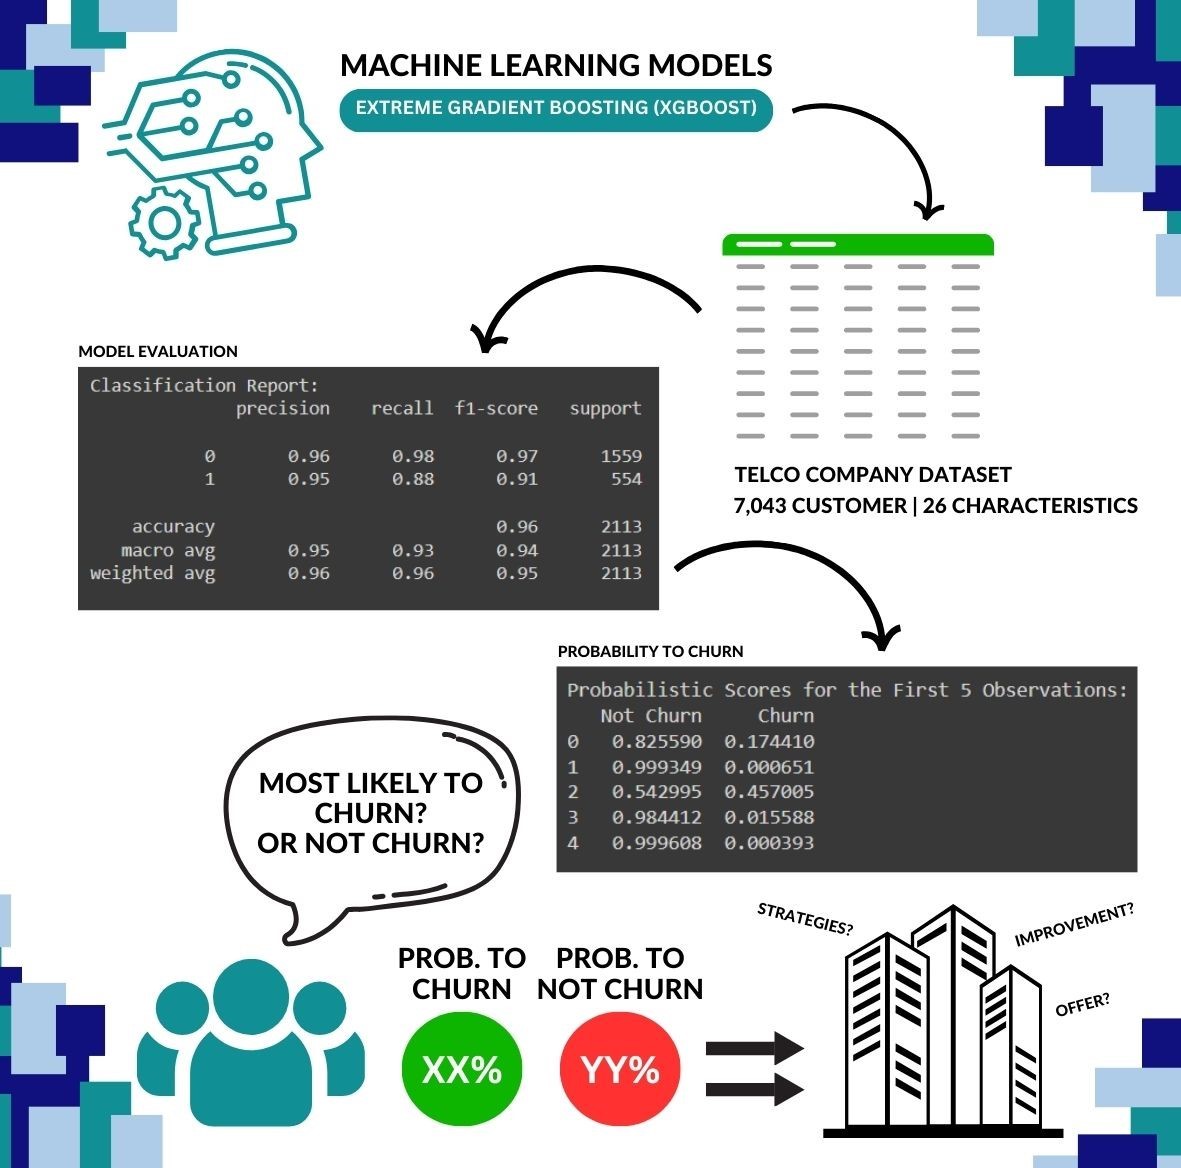 MACHINE LEARNING MODELS
EXTREME GRADIENT BOOSTING (XGBOOST)
TELCO COMPANY DATASET
7,043 CUSTOMER | 26 CHARACTERISTICS
MODEL EVALUATION
Classification Report:
precision recall f1-score support
0 0.96 0.98 0.97 1559
1 0.95 0.88 0.91 554
accuracy 0.96 2113
macro avg 0.95 0.93 0.94 2113
weighted avg 0.96 0.96 0.95 2113
PROBABILITY TO CHURN
Probabilistic Scores for the First 5 Observations:
Not Churn Churn
0 0.825590 0.174410
1 0.999349 0.000651
2 0.542995 0.457005
3 0.984412 0.015588
4 0.999608 0.000393
MOST LIKELY TO
CHURN?
OR NOT CHURN?
PROB. TO
CHURN
XX%
PROB. TO
NOT CHURN
YY%
STRATEGIES?
IMPROVEMENT?
OFFER?